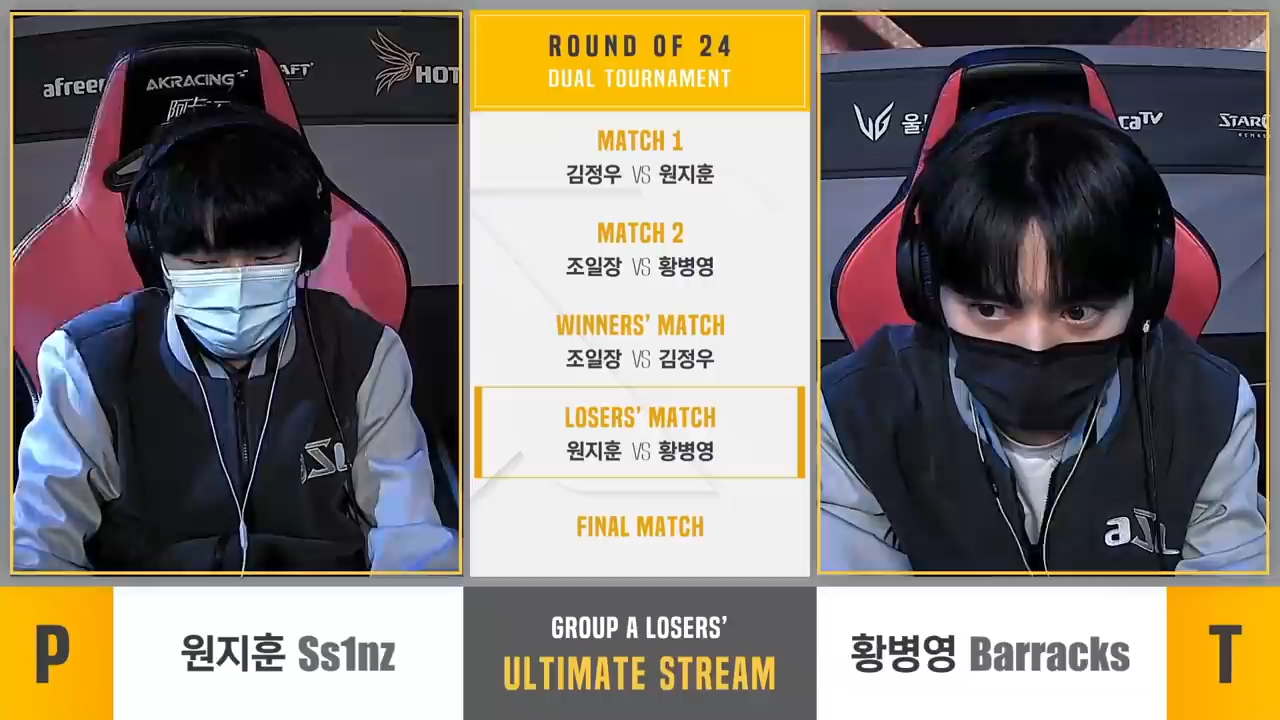 AKRACING
HOT
울
caTV
aSL
aSL
ROUND OF 24
DUAL TOURNAMENT
MATCH 1
김정우 VS 원지훈
MATCH 2
조일장 VS 황병영
WINNERS' MATCH
조일장 VS 김정우
LOSERS' MATCH
원지훈 VS 황병영
FINAL MATCH
P
원지훈 Ss1nz
GROUP A LOSERS'
ULTIMATE STREAM
황병영 Barracks
T